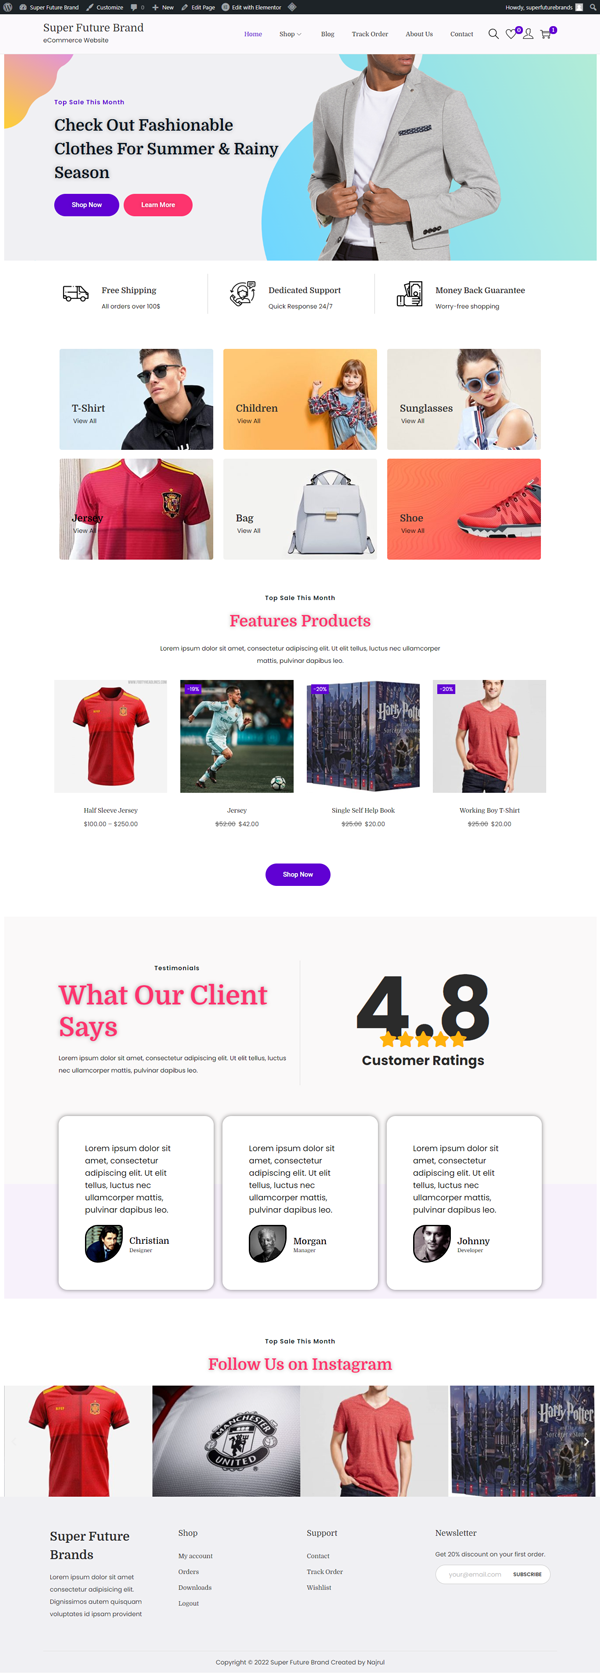 Super Future Brand
Customize
0
New
Edit Page
Edit with Elementor
Howdy, superfuturebrands
Super Future Brand
eCommerce Website
Home
Shop
Blog
Track Order
About Us
Contact
0
1
Top Sale This Month
Check Out Fashionable
Clothes For Summer & Rainy
Season
Shop Now
Learn More
Free Shipping
All orders over 100$
Dedicated Support
Quick Response 24/7
Money Back Guarantee
Worry-free shopping
T-Shirt
View All
Children
View All
Sunglasses
View All
Jersey
View All
Bag
View All
Shoe
View All
Top Sale This Month
Features Products
Lorem ipsum dolor sit amet, consectetur adipiscing elit. Ut elit tellus, luctus nec ullamcorper
mattis, pulvinar dapibus leo.
-19%
-20%
Harry Potter
-20%
Half Sleeve Jersey
$100.00 – $250.00
Jersey
$52.00 $42.00
Single Self Help Book
$25.00 $20.00
Working Boy T-Shirt
$25.00 $20.00
Shop Now
Testimonials
What Our Client
Says
Lorem ipsum dolor sit amet, consectetur adipiscing elit. Ut elit tellus, luctus
nec ullamcorper mattis, pulvinar dapibus leo.
4.8
Customer Ratings
Lorem ipsum dolor sit
amet, consectetur
adipiscing elit. Ut elit
tellus, luctus nec
ullamcorper mattis,
pulvinar dapibus leo.
Christian
Designer
Lorem ipsum dolor sit
amet, consectetur
adipiscing elit. Ut elit
tellus, luctus nec
ullamcorper mattis,
pulvinar dapibus leo.
Morgan
Manager
Lorem ipsum dolor sit
amet, consectetur
adipiscing elit. Ut elit
tellus, luctus nec
ullamcorper mattis,
pulvinar dapibus leo.
Johnny
Developer
Top Sale This Month
Follow Us on Instagram
MANCHESTER
UNITED
Harry Potter
Super Future
Brands
Lorem ipsum dolor sit amet
consectetur adipisicing elit.
Dignissimos autem quisquam
voluptates id ipsam provident
Shop
My account
Orders
Downloads
Logout
Support
Contact
Track Order
Wishlist
Newsletter
Get 20% discount on your first order.
your@email.com
SUBSCRIBE
Copyright © 2022 Super Future Brand Created by Najrul